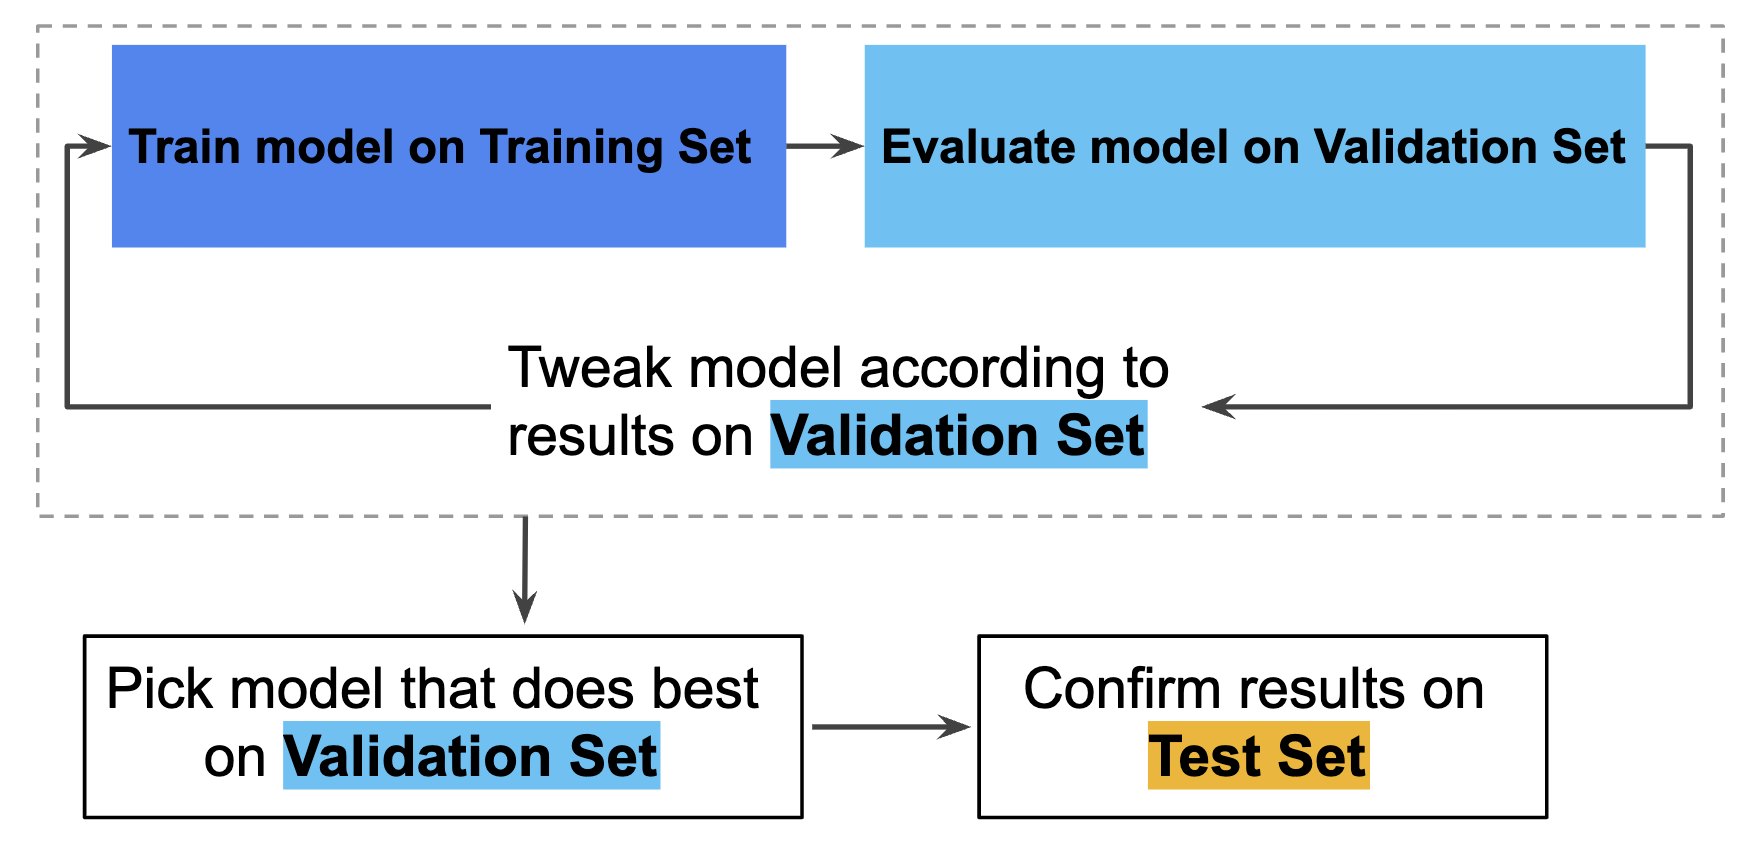 Train model on Training Set
Evaluate model on Validation Set
Tweak model according to
results on Validation Set
Pick model that does best
on Validation Set
Confirm results on
Test Set